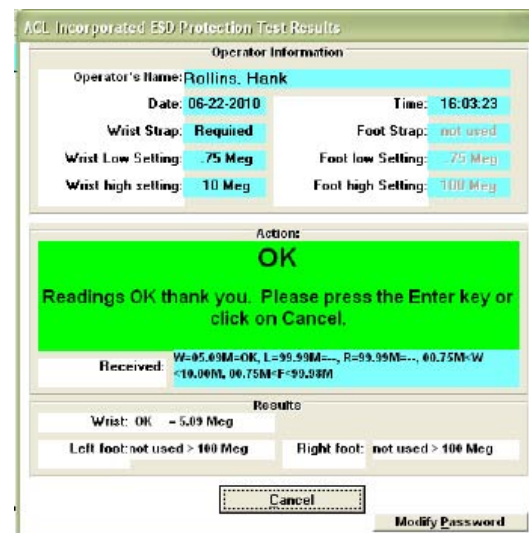 ACL Incorporated ESD Protection Test Results
Operator Information
Operator's Name: Rollins, Hank
Date: 06-22-2010 Time: 16:03:23
Wrist Strap: Required Foot Strap: not used
Wrist Low Setting: .75 Meg Foot low Setting: .75 Meg
Wrist high setting: 10 Meg Foot high Setting: 100 Meg
Action:
OK
Readings OK thank you. Please press the Enter key or
click on Cancel.
Received: W=05.09M=OK, L=99.99M=--, R=99.99M=--, 00.75M<W
<10.00M, 00.75M<F<99.98M
Results
Wrist: OK = 5.09 Meg
Left foot: not used > 100 Meg Right foot: not used > 100 Meg
Cancel
Modify Password